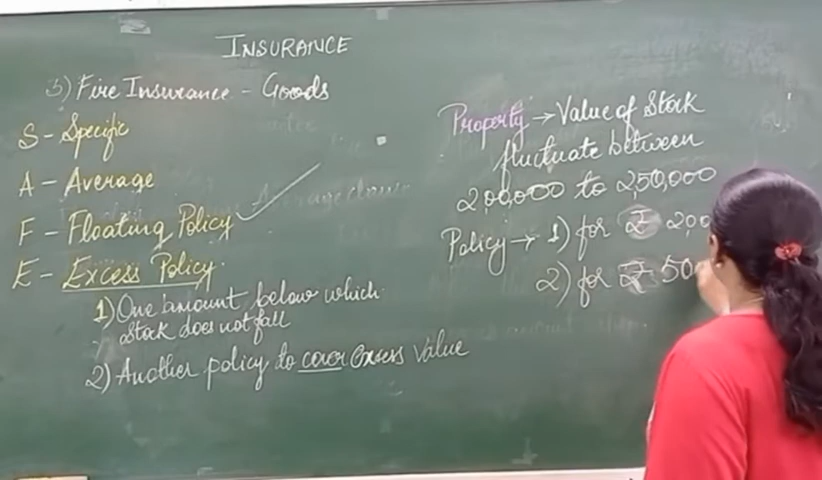 INSURANCE
3) Fire Insurance - Goods
S - Specific
A - Average
F - Floating Policy
E - Excess Policy
1) One amount below which
Stock does not fall
2) Another policy to cover Excess Value
Property → Value of Stock
fluctuate between
2,00,000 to 2,50,000
Policy → 1) for ₹ 2,00
2) for ₹ 50